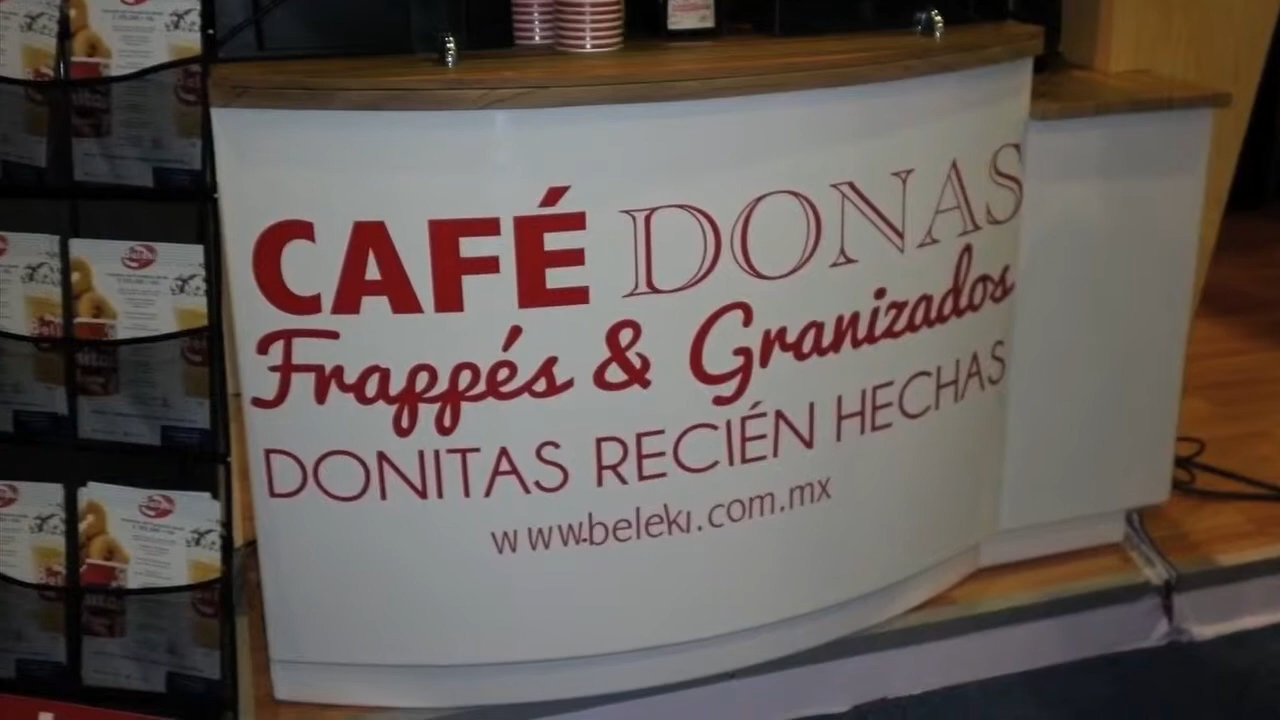 CAFÉ DONAS
Frappés & Granizados
DONITAS RECIÉN HECHAS
www.beleki.com.mx